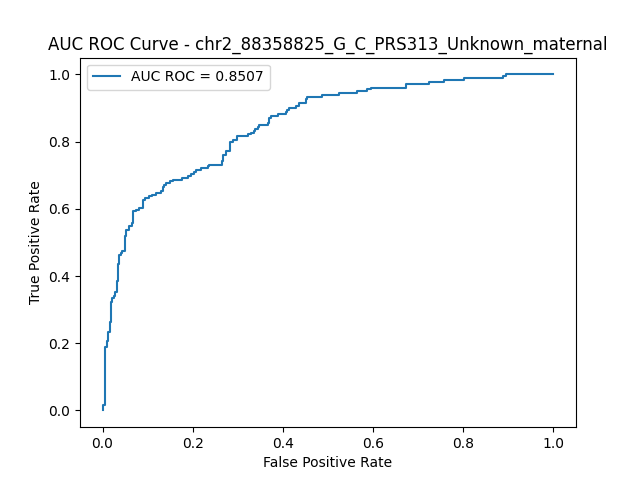 AUC ROC Curve - chr2_88358825_G_C_PRS313_Unknown_maternal
AUC ROC = 0.8507
True Positive Rate
1.0
0.8
0.6
0.4
0.2
0.0
0.0 0.2 0.4 0.6 0.8 1.0
False Positive Rate